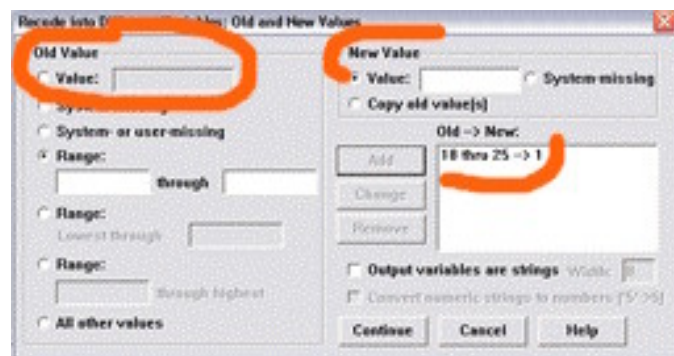 Recode into Variables: Old and New Values
Old Value
Value:
System- or user-missing
Range:
through
Range:
Lowest through
Range:
through highest
All other values
New Value
Value: System-missing
Copy old value(s)
Old --> New:
Add
18 thru 25 --> 1
Change
Remove
Output variables are strings Width: 8
Convert numeric strings to numbers ('5'->5)
Continue Cancel Help